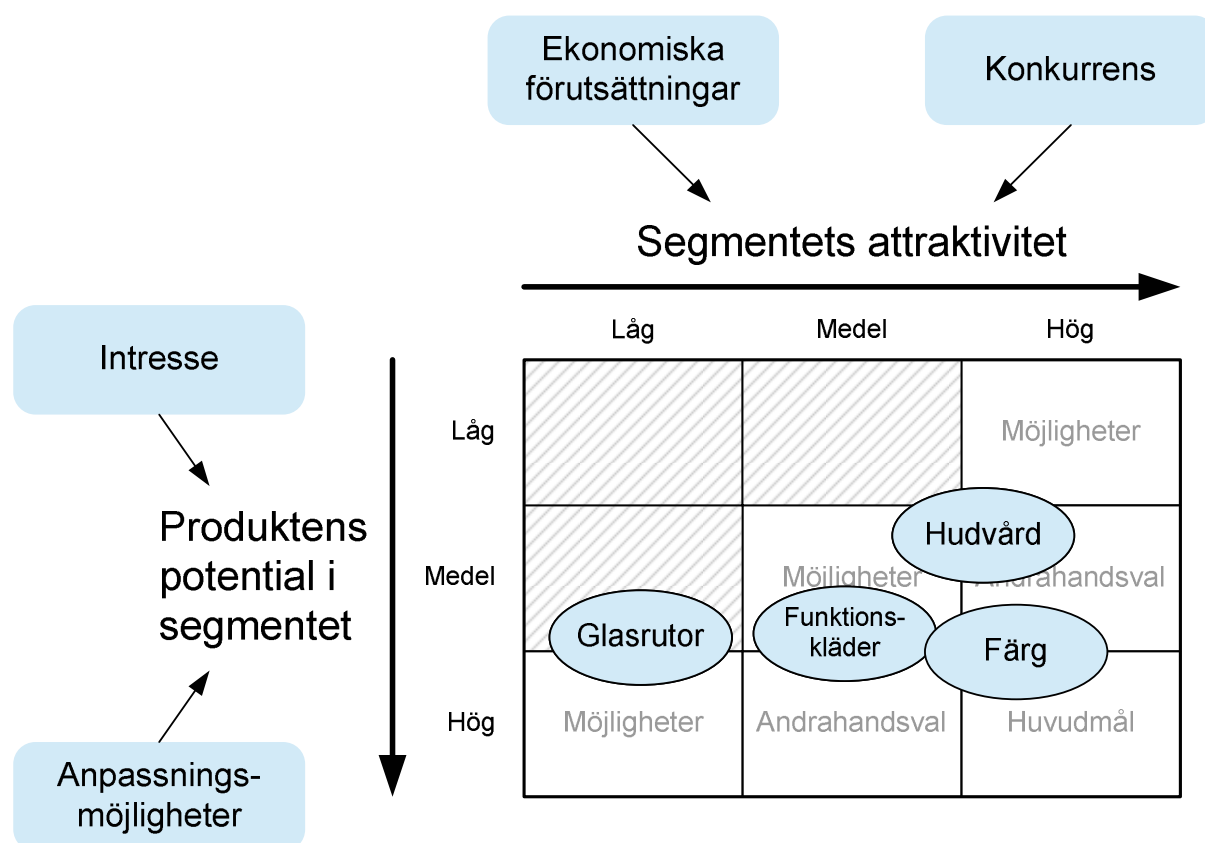 Ekonomiska
förutsättningar
Konkurrens
Segmentets attraktivitet
Låg
Medel
Hög
Intresse
Produktens
potential i
segmentet
Anpassnings-
möjligheter
Låg
Möjligheter
Hudvård
Medel
Möjligheter
Andrahandsval
Glasrutor
Funktions-
kläder
Färg
Hög
Möjligheter
Andrahandsval
Huvudmål